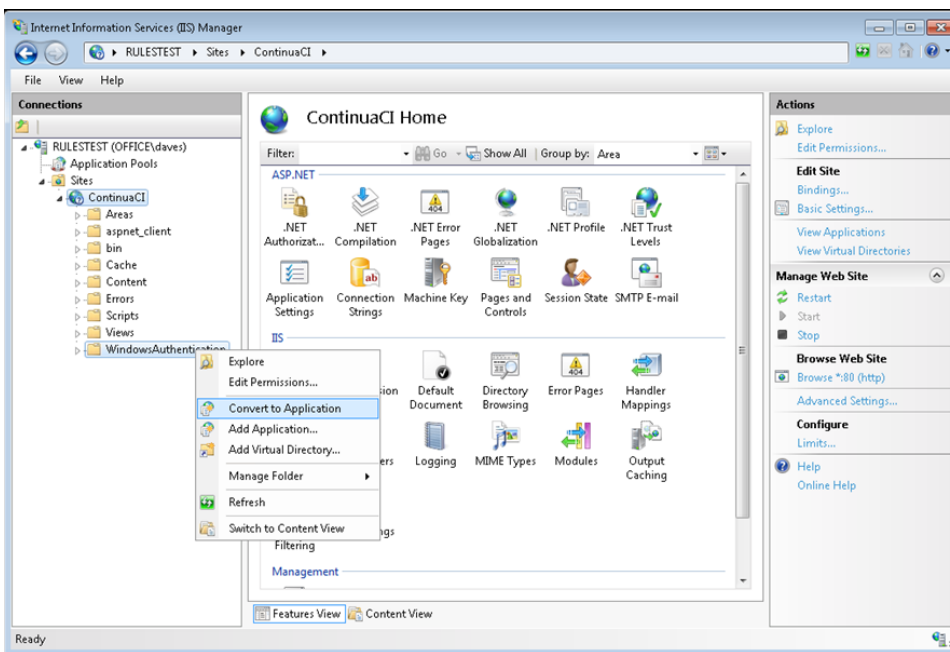 Internet Information Services (IIS) Manager
RULESTEST Sites ContinuaCI
File View Help
Connections
RULESTEST (OFFICE\daves)
Application Pools
Sites
ContinuaCI
Areas
aspnet_client
bin
Cache
Content
Errors
Scripts
Views
WindowsAuthentication
Explore
Edit Permissions...
Convert to Application
Add Application...
Add Virtual Directory...
Manage Folder
Refresh
Switch to Content View
ContinuaCI Home
Filter: Go Show All Group by: Area
ASP.NET
.NET Authorizat...
.NET Compilation
.NET Error Pages
.NET Globalization
.NET Profile
.NET Trust Levels
Application Settings
Connection Strings
Machine Key
Pages and Controls
Session State
SMTP E-mail
IIS
sion
Default Document
Directory Browsing
Error Pages
Handler Mappings
ers
Logging
MIME Types
Modules
Output Caching
ngs
Filtering
Management
Features View Content View
Actions
Explore
Edit Permissions...
Edit Site
Bindings...
Basic Settings...
View Applications
View Virtual Directories
Manage Web Site
Restart
Start
Stop
Browse Web Site
Browse *:80 (http)
Advanced Settings...
Configure
Limits...
Help
Online Help
Ready